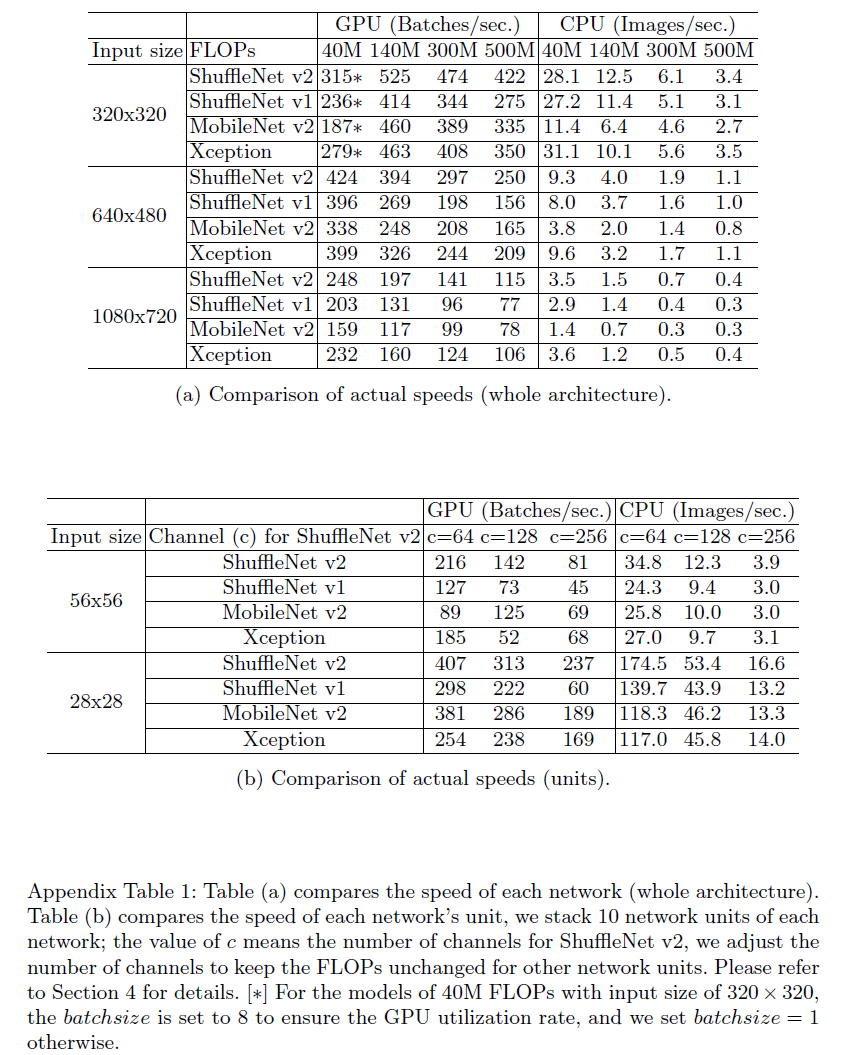 GPU (Batches/sec.) CPU (Images/sec.)
Input size FLOPs 40M 140M 300M 500M 40M 140M 300M 500M
320x320
ShuffleNet v2 315* 525 474 422 28.1 12.5 6.1 3.4
ShuffleNet v1 236* 414 344 275 27.2 11.4 5.1 3.1
MobileNet v2 187* 460 389 335 11.4 6.4 4.6 2.7
Xception 279* 463 408 350 31.1 10.1 5.6 3.5
640x480
ShuffleNet v2 424 394 297 250 9.3 4.0 1.9 1.1
ShuffleNet v1 396 269 198 156 8.0 3.7 1.6 1.0
MobileNet v2 338 248 208 165 3.8 2.0 1.4 0.8
Xception 399 326 244 209 9.6 3.2 1.7 1.1
1080x720
ShuffleNet v2 248 197 141 115 3.5 1.5 0.7 0.4
ShuffleNet v1 203 131 96 77 2.9 1.4 0.4 0.3
MobileNet v2 159 117 99 78 1.4 0.7 0.3 0.3
Xception 232 160 124 106 3.6 1.2 0.5 0.4
(a) Comparison of actual speeds (whole architecture).
GPU (Batches/sec.) CPU (Images/sec.)
Input size Channel (c) for ShuffleNet v2 c=64 c=128 c=256 c=64 c=128 c=256
56x56
ShuffleNet v2 216 142 81 34.8 12.3 3.9
ShuffleNet v1 127 73 45 24.3 9.4 3.0
MobileNet v2 89 125 69 25.8 10.0 3.0
Xception 185 52 68 27.0 9.7 3.1
28x28
ShuffleNet v2 407 313 237 174.5 53.4 16.6
ShuffleNet v1 298 222 60 139.7 43.9 13.2
MobileNet v2 381 286 189 118.3 46.2 13.3
Xception 254 238 169 117.0 45.8 14.0
(b) Comparison of actual speeds (units).
Appendix Table 1: Table (a) compares the speed of each network (whole architecture).
Table (b) compares the speed of each network's unit, we stack 10 network units of each
network; the value of c means the number of channels for ShuffleNet v2, we adjust the
number of channels to keep the FLOPs unchanged for other network units. Please refer
to Section 4 for details. [*] For the models of 40M FLOPs with input size of 320 × 320,
the batchsize is set to 8 to ensure the GPU utilization rate, and we set batchsize = 1
otherwise.